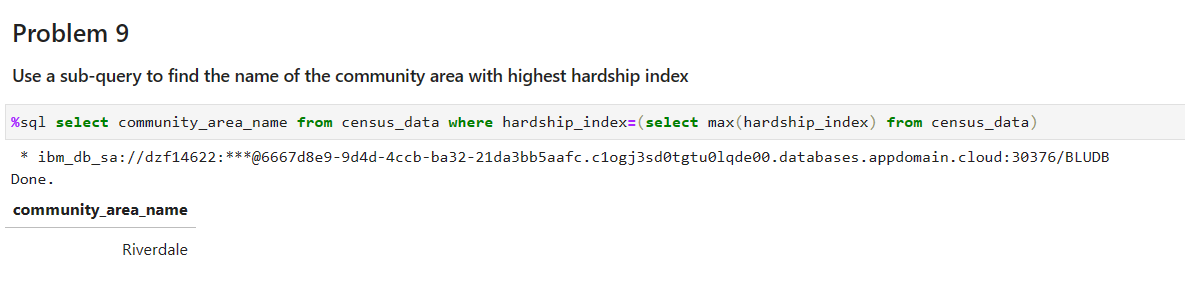 Problem 9
Use a sub-query to find the name of the community area with highest hardship index
%sql select community_area_name from census_data where hardship_index=(select max(hardship_index) from census_data)
* ibm_db_sa://dzf14622:***@6667d8e9-9d4d-4ccb-ba32-21da3bb5aafc.c1ogj3sd0tgtu0lqde00.databases.appdomain.cloud:30376/BLUDB
Done.
community_area_name
Riverdale